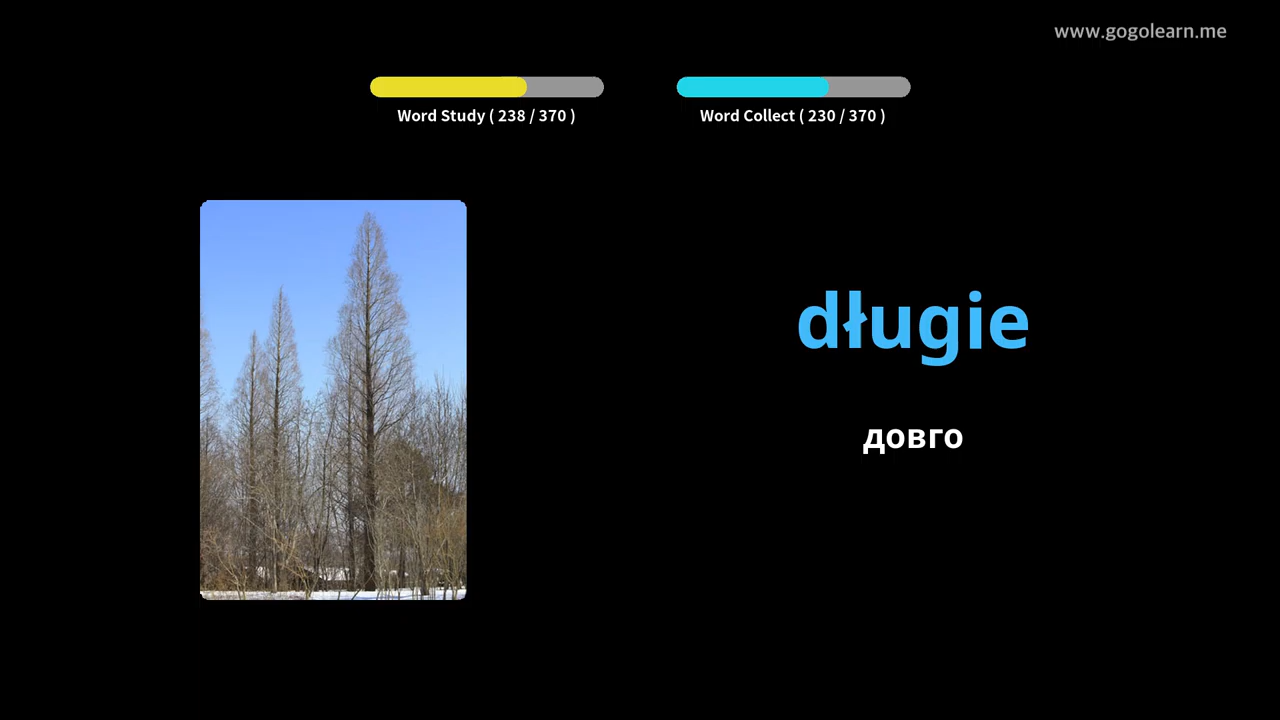 www.gogolearn.me
Word Study ( 238 / 370 )
Word Collect ( 230 / 370 )
długie
довго